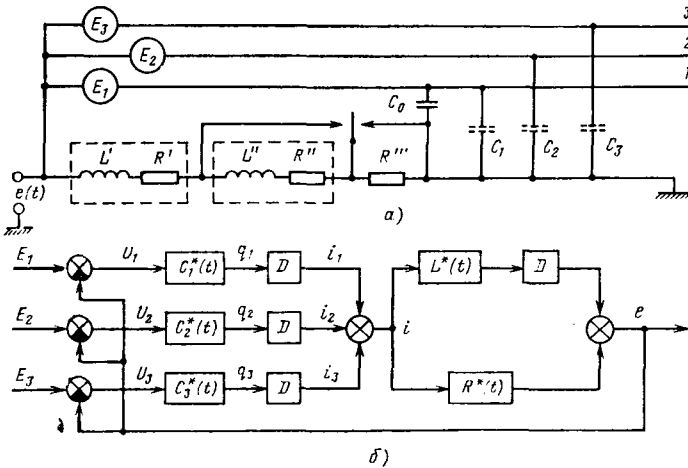 E₃ 3
E₂ 2
E₁ 1
C₀
L' R' L" R" R''' C₁ C₂ C₃
e(t)
а)
E₁ U₁ C₁*(t) q₁ D i₁ L*(t) D
E₂ U₂ C₂*(t) q₂ D i₂ i e
E₃ U₃ C₃*(t) q₃ D i₃ R*(t)
б)